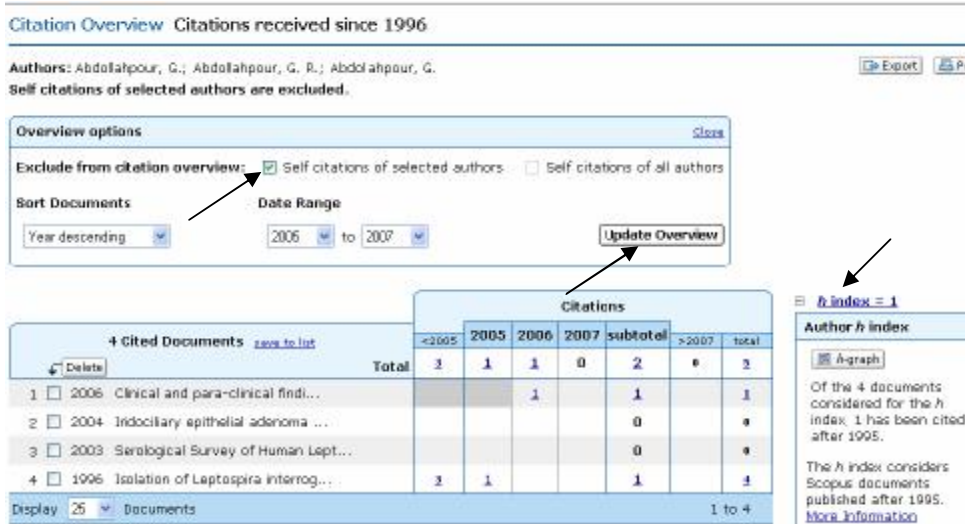 Citation Overview Citations received since 1996
Authors: Abdollahpour, G.; Abdollahpour, G. R.; Abdollahpour, G.
Export
Self citations of selected authors are excluded.
Overview options Close
Exclude from citation overview: Self citations of selected authors Self citations of all authors
Sort Documents Date Range
Year descending to 2007 Update Overview
Citations
4 Cited Documents save to list <2005 2005 2006 2007 subtotal >2007 total
Delete Total 3 1 1 0 2 0
1 2006 Clinical and para-clinical findi... 1 1 1
2 2004 Iridociliary epithelial adenoma ... 0 0
3 2003 Serological Survey of Human Lept... 0 0
4 1996 Isolation of Leptospira interrog... 3 1 1 4
Display 25 Documents 1 to 4
h index = 1
Author h index
h-graph
Of the 4 documents
considered for the h
index, 1 has been cited
after 1995.
The h index considers
Scopus documents
published after 1995.
More Information